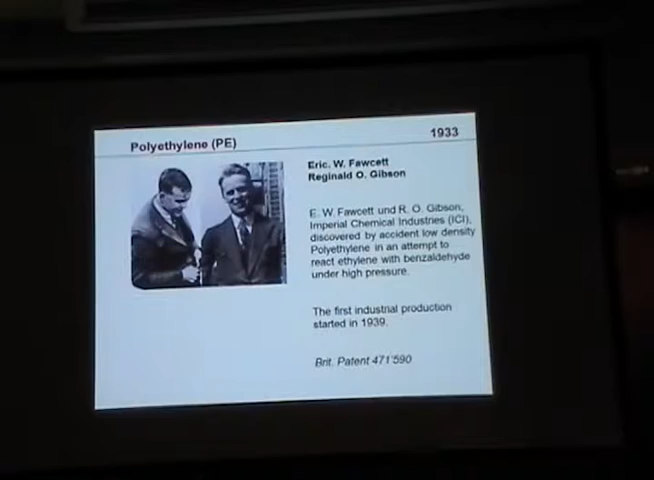 Polyethylene (PE)
1933
Eric. W. Fawcett
Reginald O. Gibson
E. W. Fawcett und R. O. Gibson,
Imperial Chemical Industries (ICI),
discovered by accident low density
Polyethylene in an attempt to
react ethylene with benzaldehyde
under high pressure.
The first industrial production
started in 1939.
Brit. Patent 471'590